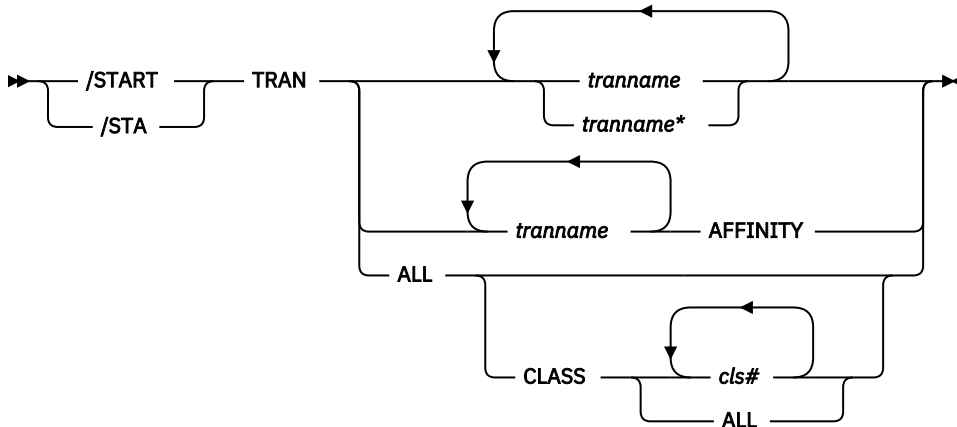 /START TRAN tranname
/STA tranname*
tranname AFFINITY
ALL
CLASS cls#
ALL